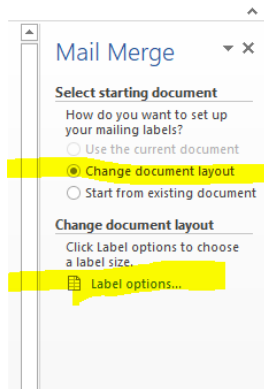 Mail Merge
Select starting document
How do you want to set up
your mailing labels?
Use the current document
Change document layout
Start from existing document
Change document layout
Click Label options to choose
a label size.
Label options...